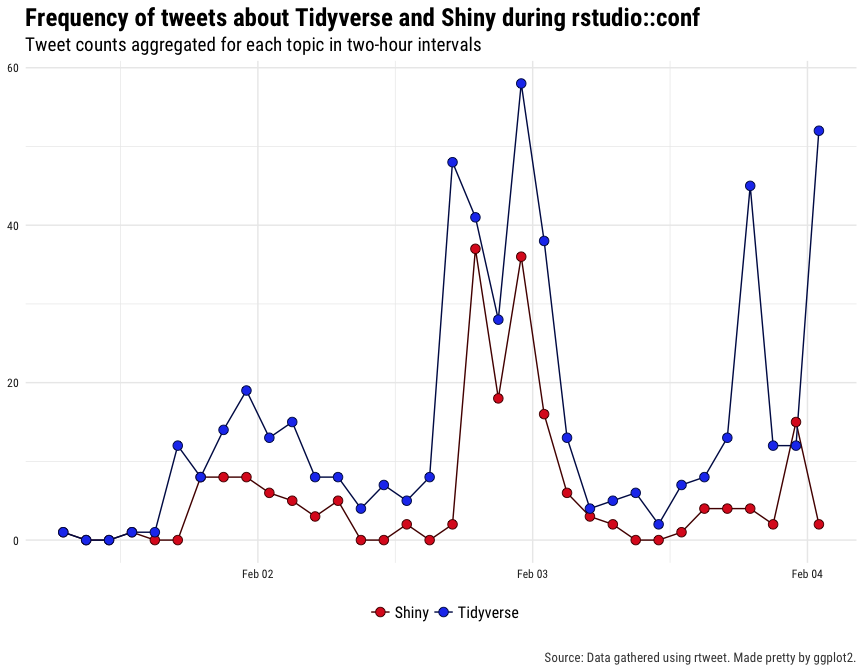 Frequency of tweets about Tidyverse and Shiny during rstudio::conf
Tweet counts aggregated for each topic in two-hour intervals
60
40
20
0
Feb 02 Feb 03 Feb 04
Shiny Tidyverse
Source: Data gathered using rtweet. Made pretty by ggplot2.